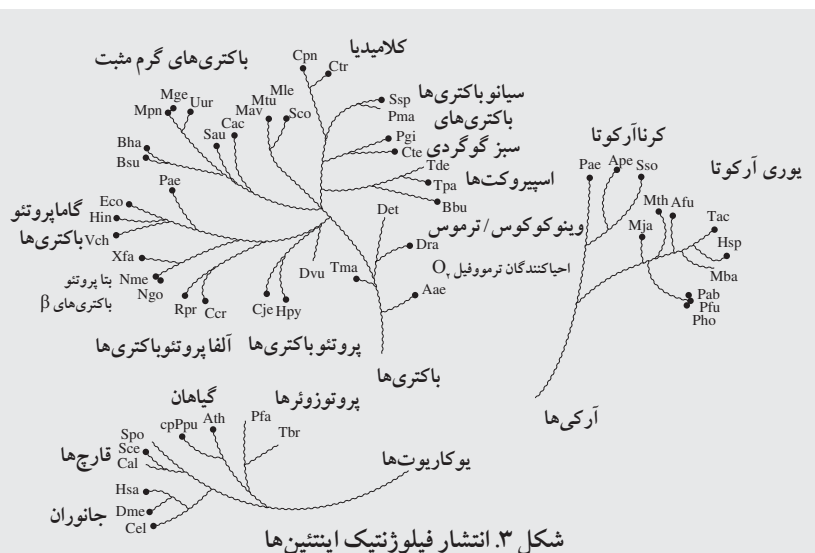 کلامیدیا
باکتری‌های گرم مثبت
Cpn
Ctr
Mle
Mtu
Mav
Sco
Mge
Uur
Mpn
Cac
Sau
Bha
Bsu
Ssp
Pma
سیانوباکتری‌ها
باکتری‌های
سبز گوگردی
Pgi
Cte
Tde
Tpa
Bbu
اسپیروکت‌ها
Det
Dra
وینوکوکوس/ ترموس
احیاکنندگان ترمووفیل O۲
Tma
Aae
Dvu
Pae
Eco
Hin
Vch
گاماپروتئو
باکتری‌ها
Xfa
Nme
Ngo
بتا پروتئو
باکتری‌های β
Rpr
Ccr
Cje
Hpy
آلفا پروتئوباکتری‌ها
پروتئوباکتری‌ها
باکتری‌ها
کرناآرکوتا
Pae
Ape
Sso
یوری آرکوتا
Mth
Afu
Mja
Tac
Hsp
Mba
Pab
Pfu
Pho
آرکی‌ها
گیاهان
پروتوزوئرها
cpPpu
Ath
Pfa
Tbr
Spo
Sce
Cal
قارچ‌ها
Hsa
Dme
Cel
جانوران
یوکاریوت‌ها
شکل ۳. انتشار فیلوژنتیک اینتئین‌ها